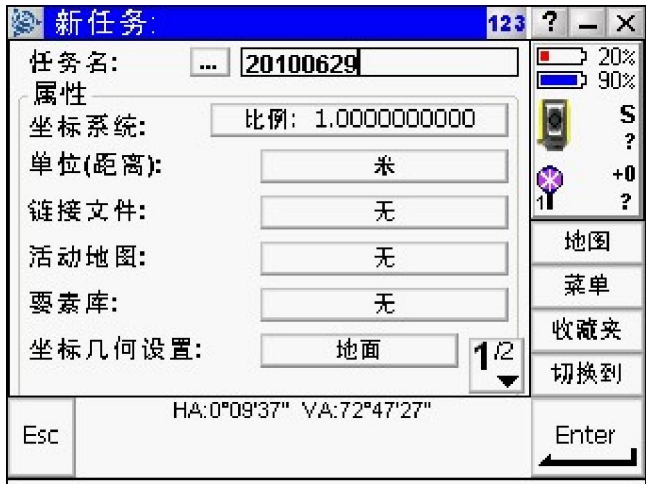 新任务: 123 ? – ×
任务名: ... 20100629
20%
90%
属性
坐标系统: 比例: 1.0000000000
S
?
单位(距离): 米
+0
1 ?
链接文件: 无
活动地图: 无
要素库: 无
坐标几何设置: 地面
1/2
地图
菜单
收藏夹
切换到
Esc
HA:0°09'37" VA:72°47'27"
Enter